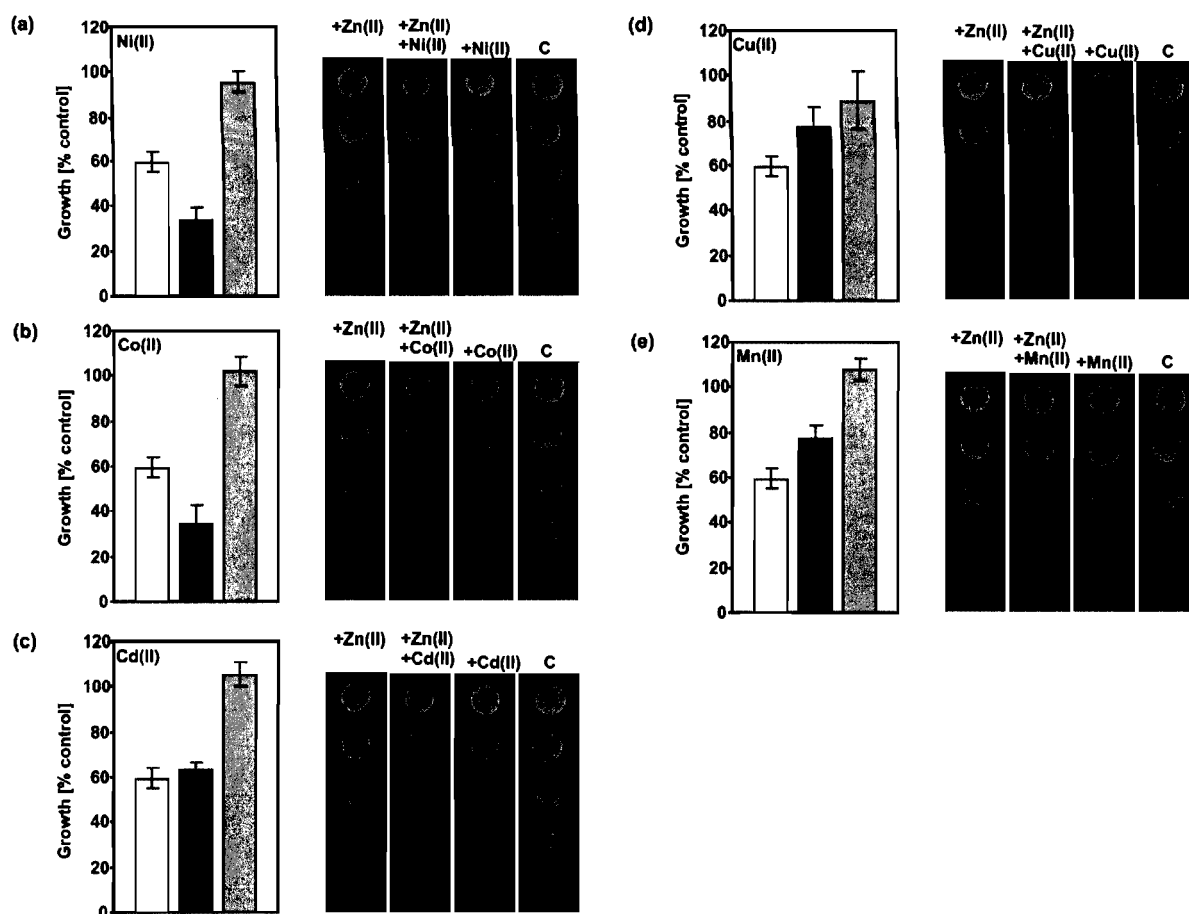 (a)
Growth [% control]
120
100
80
60
40
20
0
Ni(II)
+Zn(II) +Zn(II) +Ni(II) +Ni(II) C
(b)
Growth [% control]
120
100
80
60
40
20
0
Co(II)
+Zn(II) +Zn(II) +Co(II) +Co(II) C
(c)
Growth [% control]
120
100
80
60
40
20
0
Cd(II)
+Zn(II) +Zn(II) +Cd(II) +Cd(II) C
(d)
Growth [% control]
120
100
80
60
40
20
0
Cu(II)
+Zn(II) +Zn(II) +Cu(II) +Cu(II) C
(e)
Growth [% control]
120
100
80
60
40
20
0
Mn(II)
+Zn(II) +Zn(II) +Mn(II) +Mn(II) C